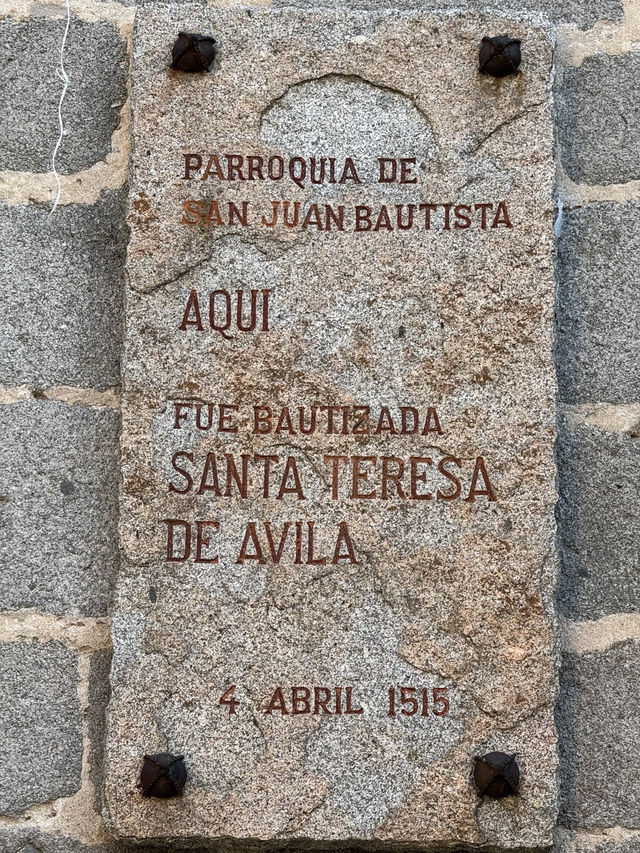 PARROQUIA DE
SAN JUAN BAUTISTA
AQUI
FUE BAUTIZADA
SANTA TERESA
DE AVILA
4 ABRIL 1515